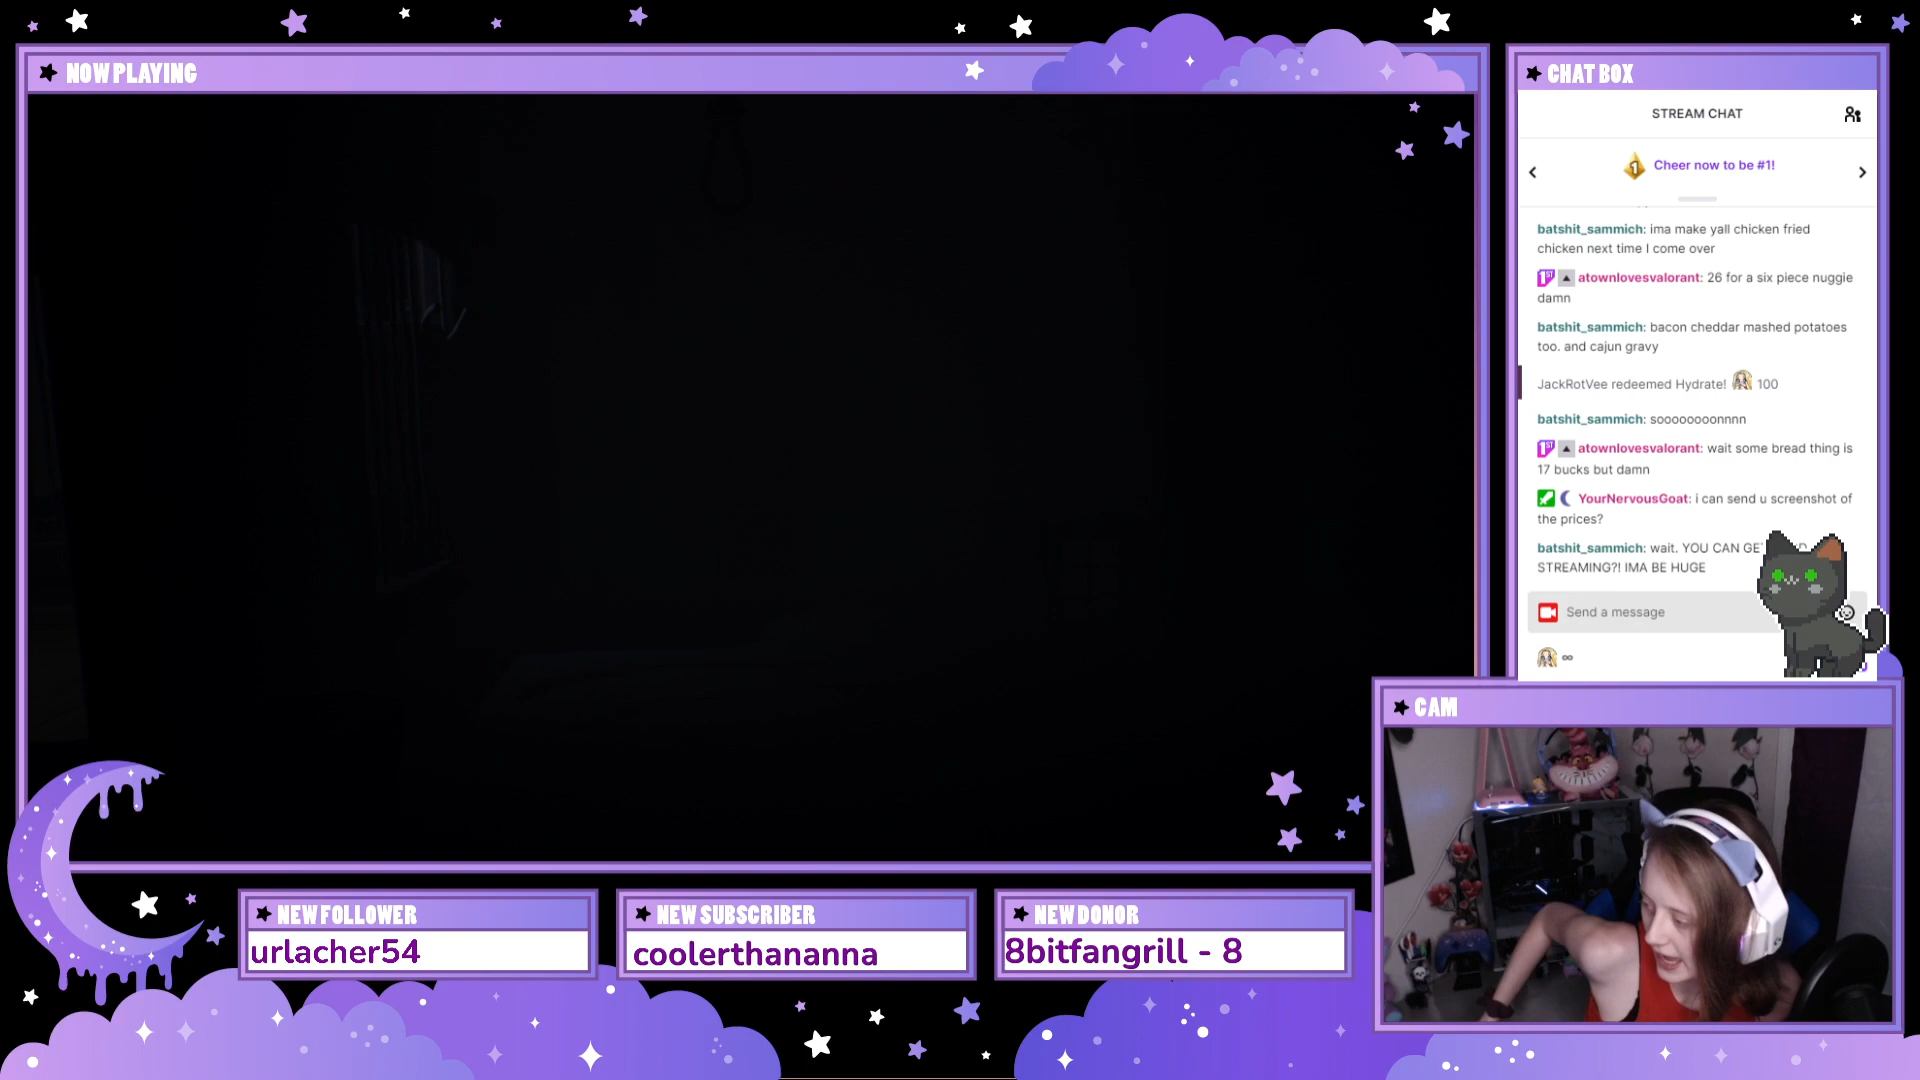 NOW PLAYING
CHAT BOX
STREAM CHAT
1
Cheer now to be #1!
batshit_sammich: ima make yall chicken fried
chicken next time I come over
1ST atownlovesvalorant: 26 for a six piece nuggie
damn
batshit_sammich: bacon cheddar mashed potatoes
too. and cajun gravy
JackRotVee redeemed Hydrate! 100
batshit_sammich: soooooooonnnn
1ST atownlovesvalorant: wait some bread thing is
17 bucks but damn
YourNervousGoat: i can send u screenshot of
the prices?
batshit_sammich: wait. YOU CAN
STREAMING?! IMA BE HUGE
Send a message
∞
CAM
NEW FOLLOWER
urlacher54
NEW SUBSCRIBER
coolerthananna
NEW DONOR
8bitfangrill - 8